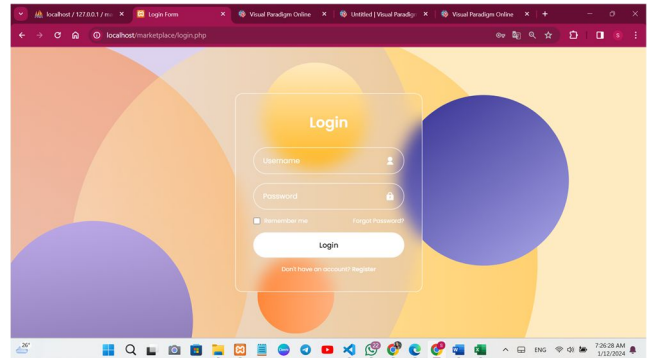 localhost / 127.0.0.1 / ma
Login Form
Visual Paradigm Online
Untitled | Visual Paradigm
Visual Paradigm Online
localhost/marketplace/login.php
S
Login
Username
Password
Remember me
Forgot Password?
Login
Don't have an account? Register
26°
ENG
7:26:28 AM
1/12/2024